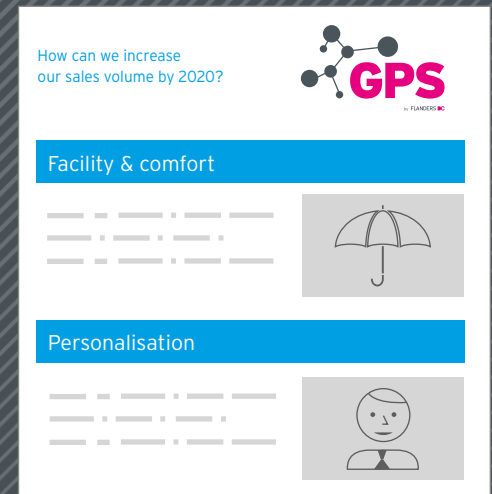 How can we increase
our sales volume by 2020?
GPS
by FLANDERS DC
Facility & comfort
Personalisation